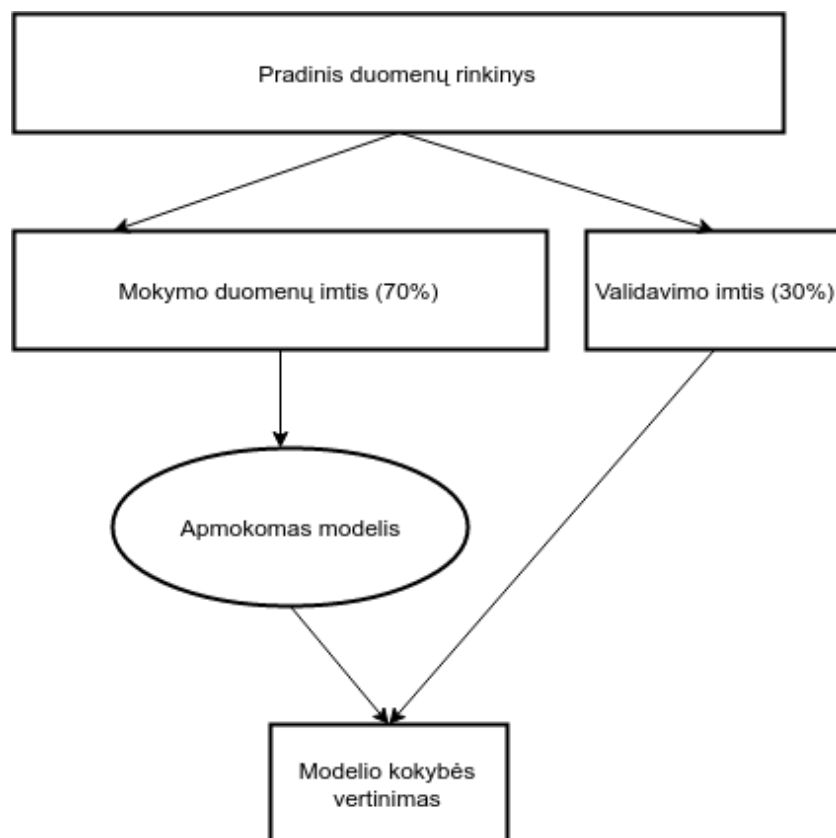 Pradinis duomenų rinkinys
Mokymo duomenų imtis (70%)
Validavimo imtis (30%)
Apmokomas modelis
Modelio kokybės
vertinimas